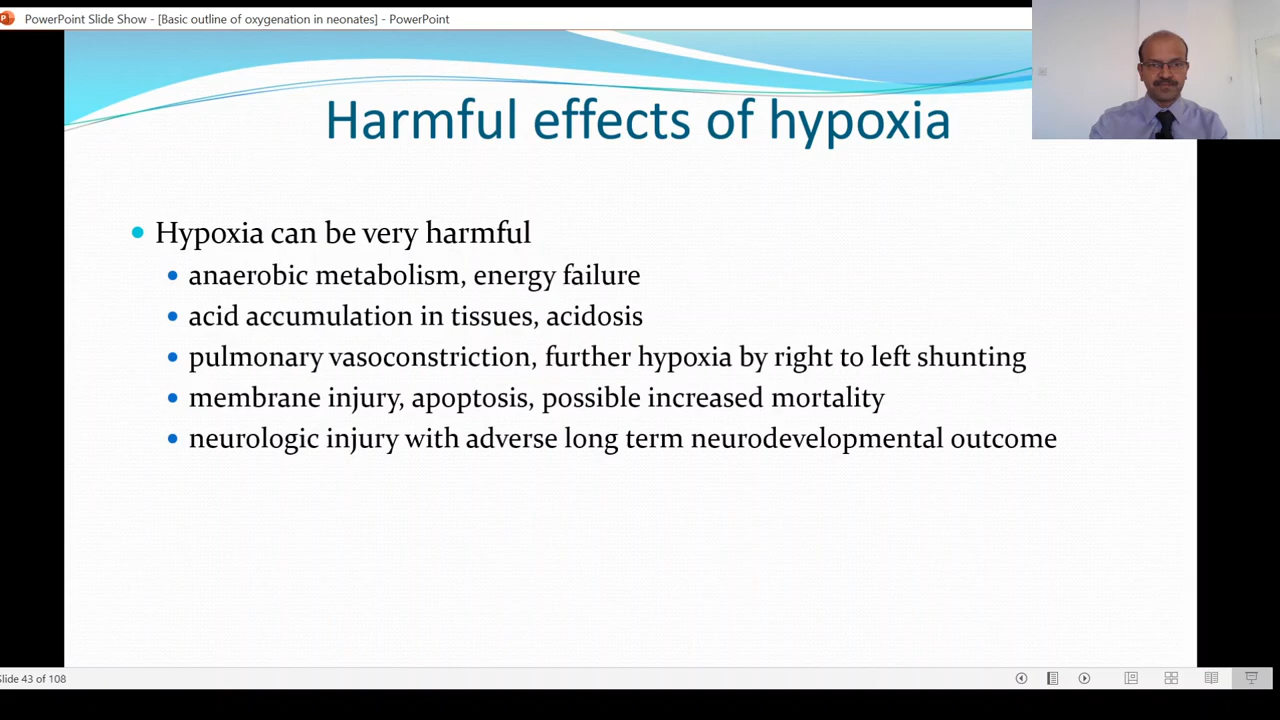 PowerPoint Slide Show - [Basic outline of oxygenation in neonates] - PowerPoint
Harmful effects of hypoxia
Hypoxia can be very harmful
anaerobic metabolism, energy failure
acid accumulation in tissues, acidosis
pulmonary vasoconstriction, further hypoxia by right to left shunting
membrane injury, apoptosis, possible increased mortality
neurologic injury with adverse long term neurodevelopmental outcome
Slide 43 of 108